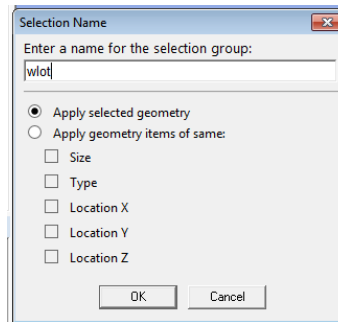 Selection Name
Enter a name for the selection group:
wlot
Apply selected geometry
Apply geometry items of same:
Size
Type
Location X
Location Y
Location Z
OK Cancel